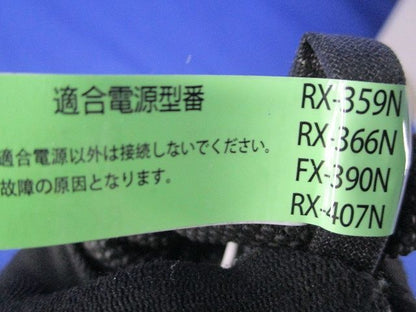 適合電源型番
適合電源以外は接続しないでください。
故障の原因となります。
RX-359N
RX-366N
FX-390N
RX-407N